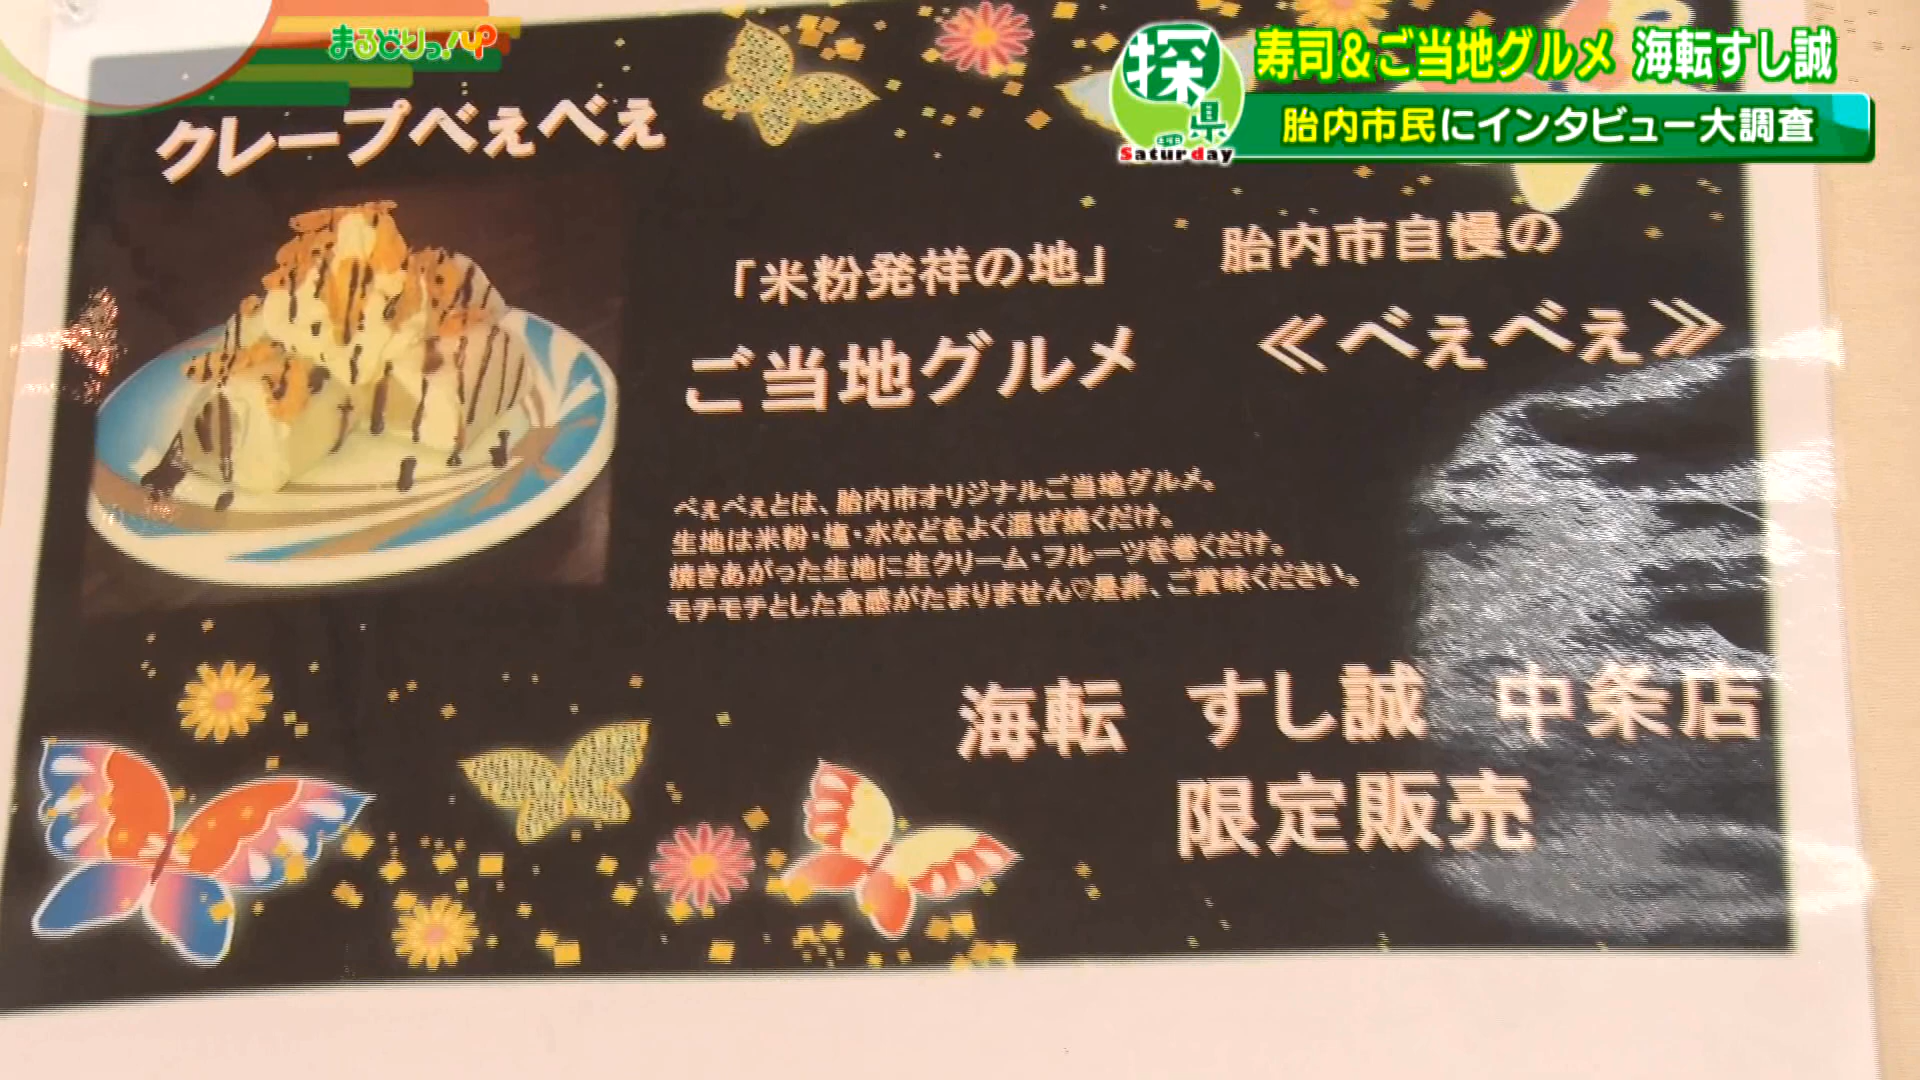 まるどりっ!UP
探県
土曜日
Saturday
寿司&ご当地グルメ 海転すし誠
胎内市民にインタビュー大調査
クレープべぇべぇ
「米粉発祥の地」
胎内市自慢の
ご当地グルメ
≪べぇべぇ≫
べぇべぇとは、胎内市オリジナルご当地グルメ。
生地は米粉・塩・水などをよく混ぜ焼くだけ。
焼きあがった生地に生クリーム・フルーツを巻くだけ。
モチモチとした食感がたまりません♡是非、ご賞味ください。
海転 すし誠 中条店
限定販売